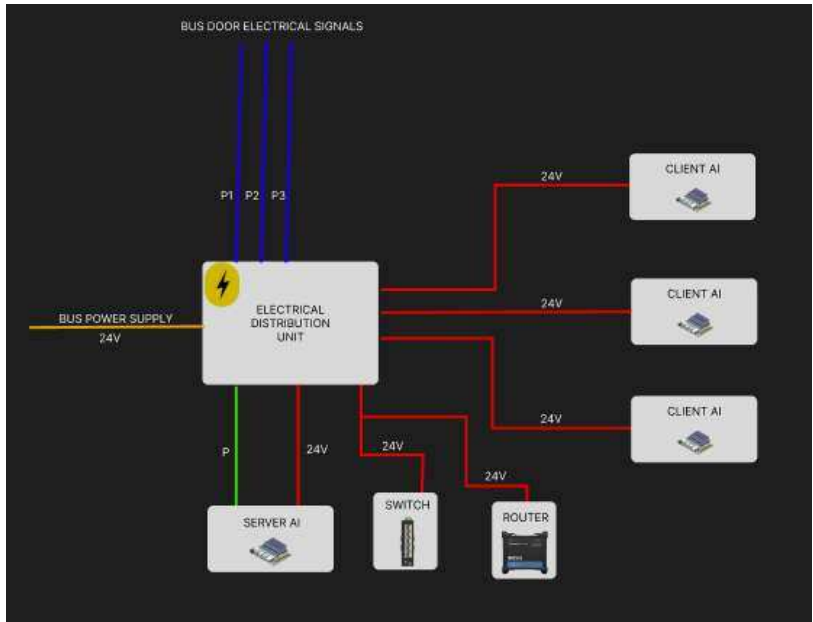 BUS DOOR ELECTRICAL SIGNALS
P1 P2 P3
24V
CLIENT AI
ELECTRICAL
DISTRIBUTION
UNIT
24V
CLIENT AI
BUS POWER SUPPLY
24V
24V
CLIENT AI
P
24V
24V
24V
SERVER AI
SWITCH
ROUTER